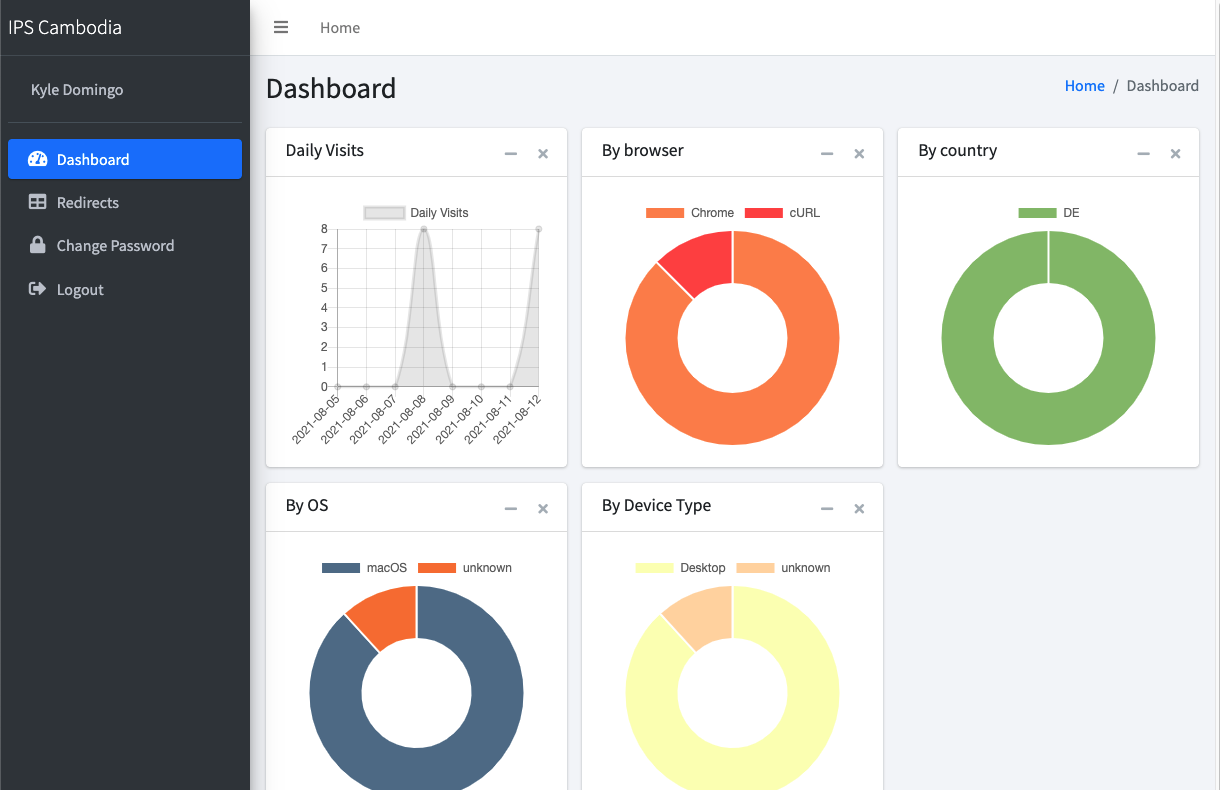 IPS Cambodia
Home
Kyle Domingo
Dashboard
Redirects
Change Password
Logout
Dashboard
Home / Dashboard
Daily Visits
Daily Visits
8
7
6
5
4
3
2
1
0
2021-08-05
2021-08-06
2021-08-07
2021-08-08
2021-08-09
2021-08-10
2021-08-11
2021-08-12
By browser
Chrome cURL
By country
DE
By OS
macOS unknown
By Device Type
Desktop unknown